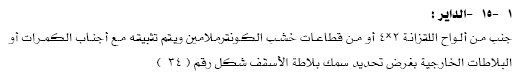 ١ -١٥ -الداير :
جنب من ألواح اللتزانة ٢×٤ أو من قطاعات خشب الكونترملامين ويتم تثبيته مع أجناب الكمرات أو
البلاطات الخارجية بغرض تحديد سمك بلاطة الأسقف شكل رقم ( ٣٤ )